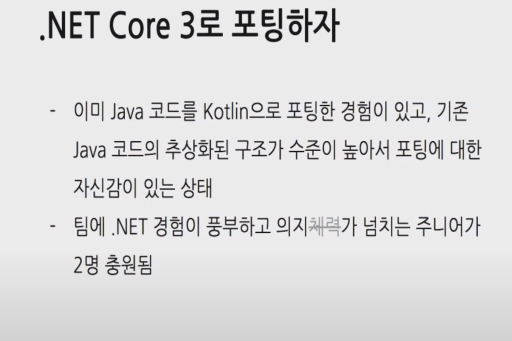 .NET Core 3로 포팅하자
- 이미 Java 코드를 Kotlin으로 포팅한 경험이 있고, 기존
Java 코드의 추상화된 구조가 수준이 높아서 포팅에 대한
자신감이 있는 상태
- 팀에 .NET 경험이 풍부하고 의지체력가 넘치는 주니어가
2명 충원됨